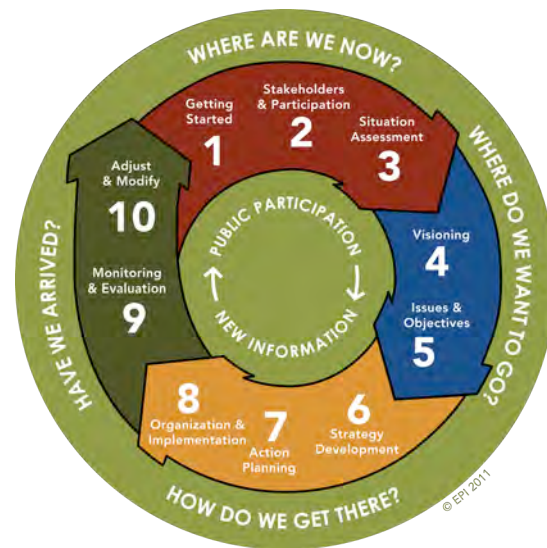 WHERE ARE WE NOW?
Getting
Started
1
Stakeholders
& Participation
2
Situation
Assessment
3
WHERE DO WE WANT TO GO?
Visioning
4
Issues &
Objectives
5
HOW DO WE GET THERE?
6
Strategy
Development
7
Action
Planning
8
Organization &
Implementation
HAVE WE ARRIVED?
Monitoring
& Evaluation
9
Adjust
& Modify
10
PUBLIC PARTICIPATION
NEW INFORMATION
© EPI 2011